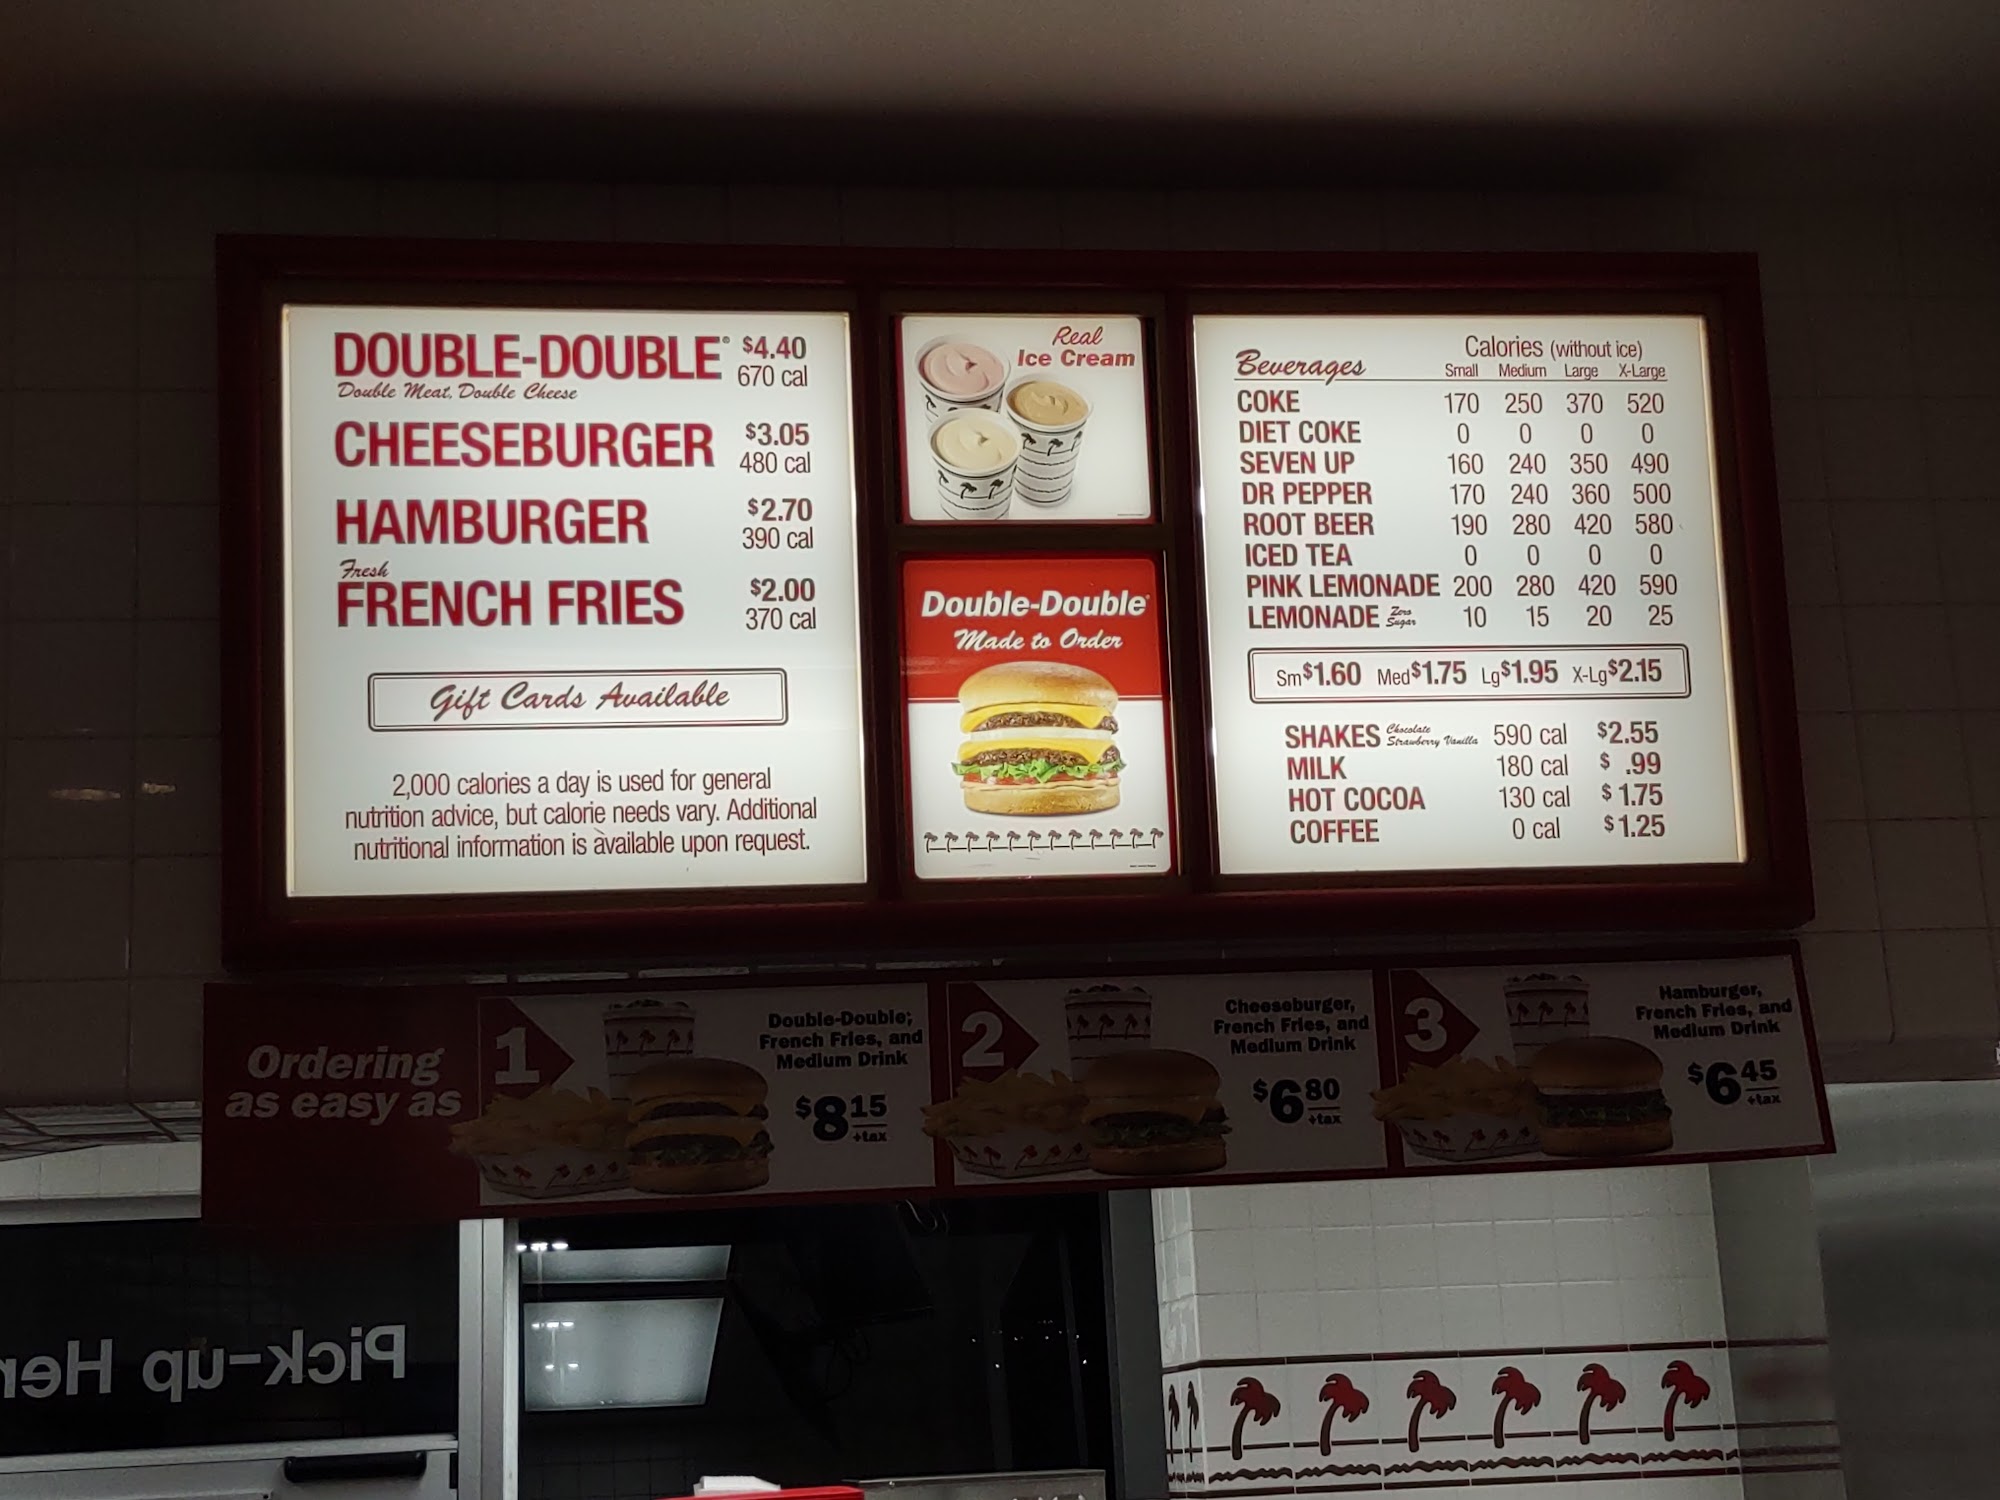 DOUBLE-DOUBLE® $4.40
Double Meat, Double Cheese 670 cal
CHEESEBURGER $3.05
480 cal
HAMBURGER $2.70
390 cal
Fresh
FRENCH FRIES $2.00
370 cal
Gift Cards Available
2,000 calories a day is used for general
nutrition advice, but calorie needs vary. Additional
nutritional information is available upon request.
Real
Ice Cream
Double-Double®
Made to Order
Beverages Calories (without ice)
Small Medium Large X-Large
COKE 170 250 370 520
DIET COKE 0 0 0 0
SEVEN UP 160 240 350 490
DR PEPPER 170 240 360 500
ROOT BEER 190 280 420 580
ICED TEA 0 0 0 0
PINK LEMONADE 200 280 420 590
LEMONADE Zero Sugar 10 15 20 25
Sm $1.60 Med $1.75 Lg $1.95 X-Lg $2.15
SHAKES Chocolate Strawberry Vanilla 590 cal $2.55
MILK 180 cal $ .99
HOT COCOA 130 cal $1.75
COFFEE 0 cal $1.25
Ordering
as easy as
1
Double-Double,
French Fries, and
Medium Drink
$8 15
+tax
2
Cheeseburger,
French Fries, and
Medium Drink
$6 80
+tax
3
Hamburger,
French Fries, and
Medium Drink
$6 45
+tax
Pick-up Her